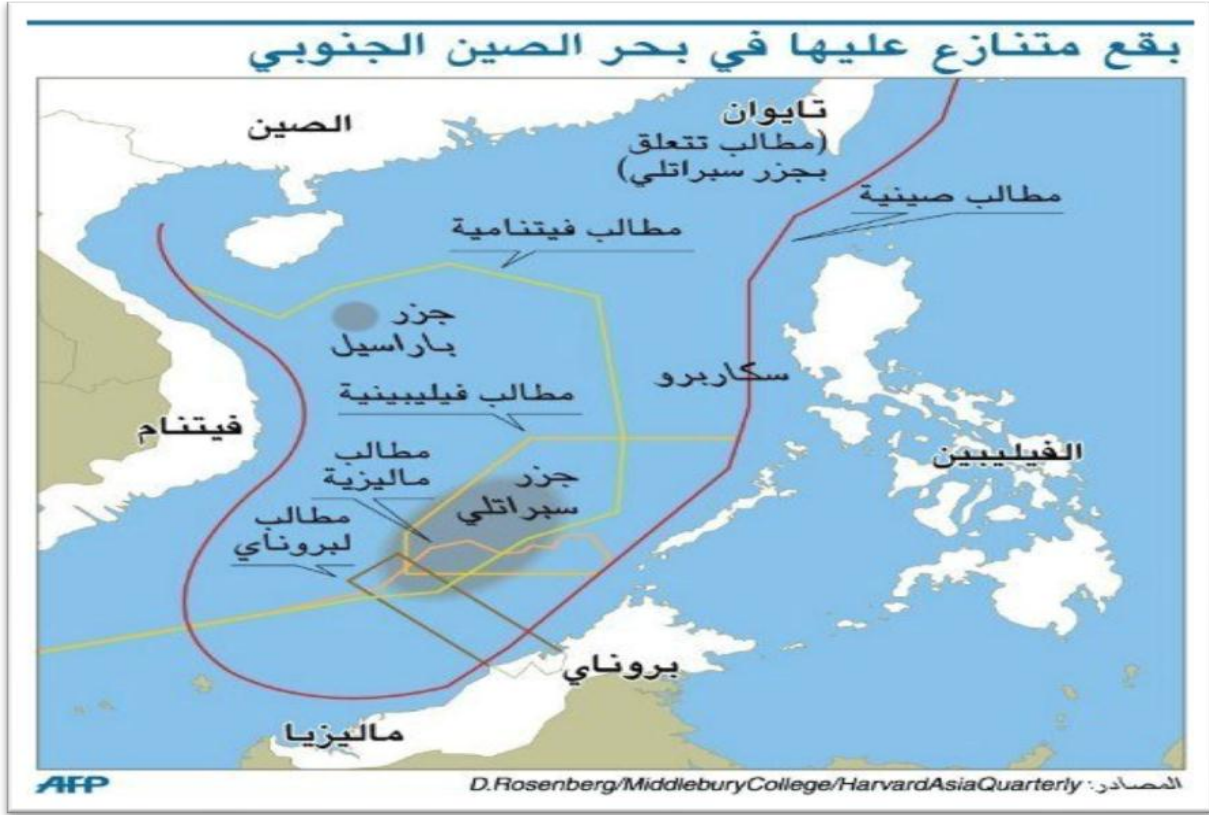 بقع متنازع عليها في بحر الصين الجنوبي
الصين
تايوان
(مطالب تتعلق
بجزر سبراتلي)
مطالب صينية
مطالب فيتنامية
جزر
باراسيل
سكاربرو
مطالب فيليبينية
فيتنام
الفيليبين
مطالب
ماليزية
جزر
سبراتلي
مطالب
لبروناي
بروناي
ماليزيا
AFP
المصادر: D.Rosenberg/MiddleburyCollege/HarvardAsiaQuarterly